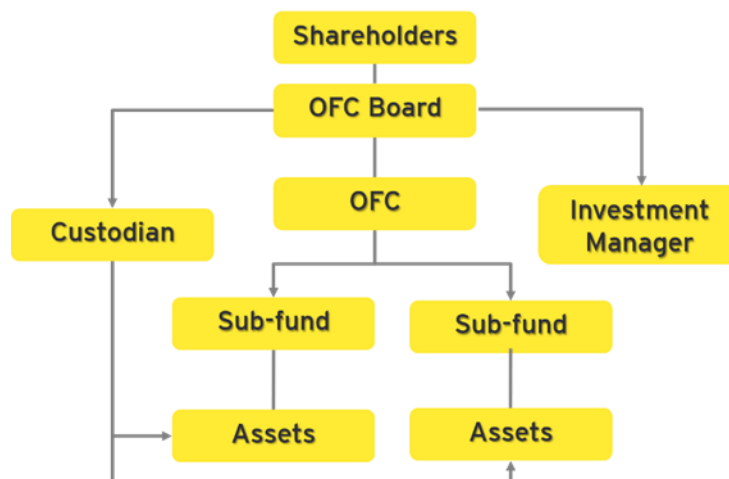 Shareholders
OFC Board
OFC
Custodian
Investment
Manager
Sub-fund
Sub-fund
Assets
Assets